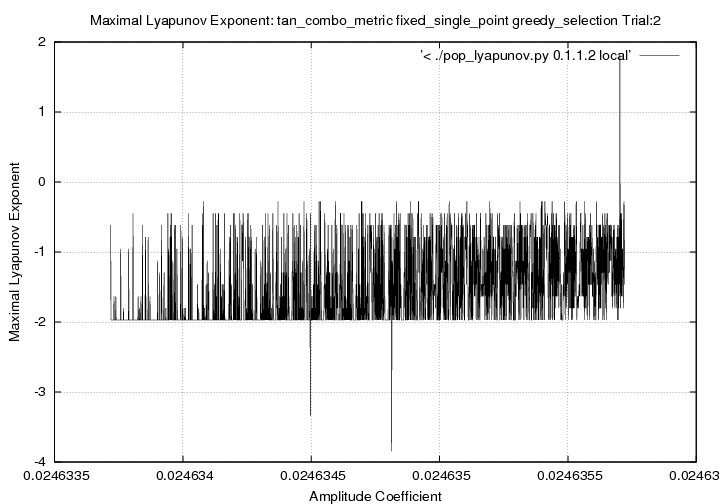 Maximal Lyapunov Exponent: tan_combo_metric fixed_single_point greedy_selection Trial:2
'< ./pop_lyapunov.py 0.1.1.2 local'
2
1
0
-1
-2
-3
-4
Maximal Lyapunov Exponent
0.0246335 0.024634 0.0246345 0.024635 0.0246355 0.02463
Amplitude Coefficient